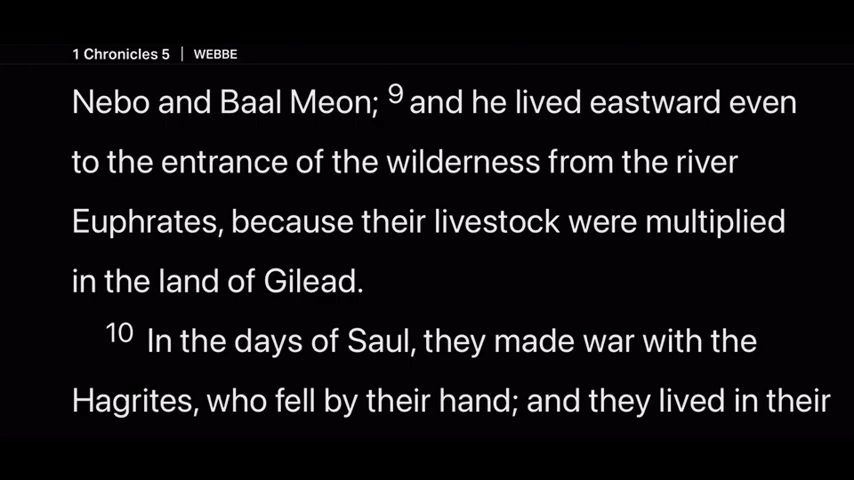 1 Chronicles 5 | WEBBE
Nebo and Baal Meon; 9 and he lived eastward even
to the entrance of the wilderness from the river
Euphrates, because their livestock were multiplied
in the land of Gilead.
10 In the days of Saul, they made war with the
Hagrites, who fell by their hand; and they lived in their